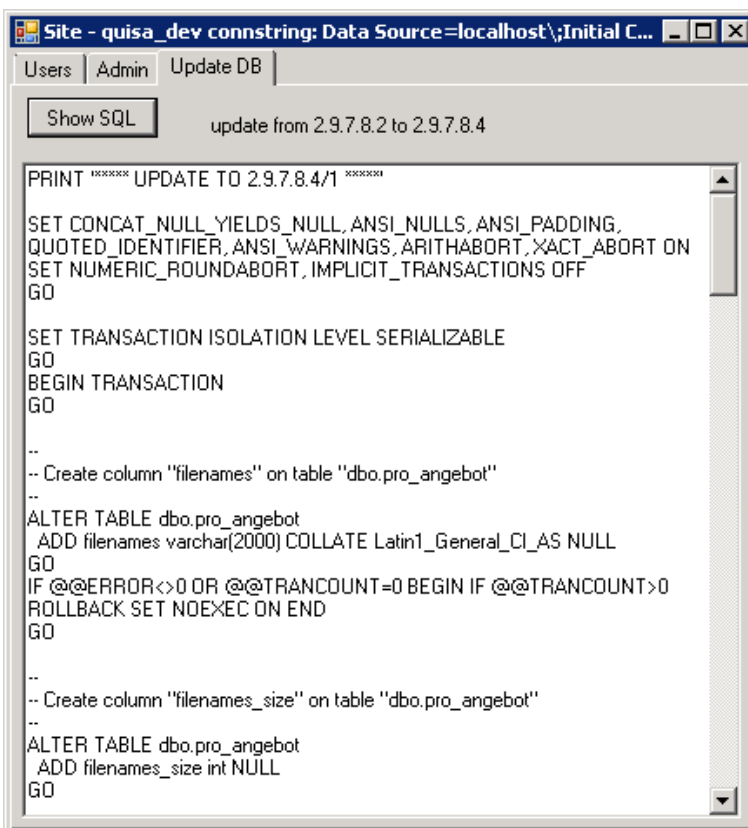 Site - quisa_dev connstring: Data Source=localhost\;Initial C...
Users Admin Update DB
Show SQL update from 2.9.7.8.2 to 2.9.7.8.4
PRINT '***** UPDATE TO 2.9.7.8.4/1 *****'
SET CONCAT_NULL_YIELDS_NULL, ANSI_NULLS, ANSI_PADDING,
QUOTED_IDENTIFIER, ANSI_WARNINGS, ARITHABORT, XACT_ABORT ON
SET NUMERIC_ROUNDABORT, IMPLICIT_TRANSACTIONS OFF
GO
SET TRANSACTION ISOLATION LEVEL SERIALIZABLE
GO
BEGIN TRANSACTION
GO
--
-- Create column "filenames" on table "dbo.pro_angebot"
--
ALTER TABLE dbo.pro_angebot
ADD filenames varchar(2000) COLLATE Latin1_General_CI_AS NULL
GO
IF @@ERROR<>0 OR @@TRANCOUNT=0 BEGIN IF @@TRANCOUNT>0
ROLLBACK SET NOEXEC ON END
GO
--
-- Create column "filenames_size" on table "dbo.pro_angebot"
--
ALTER TABLE dbo.pro_angebot
ADD filenames_size int NULL
GO